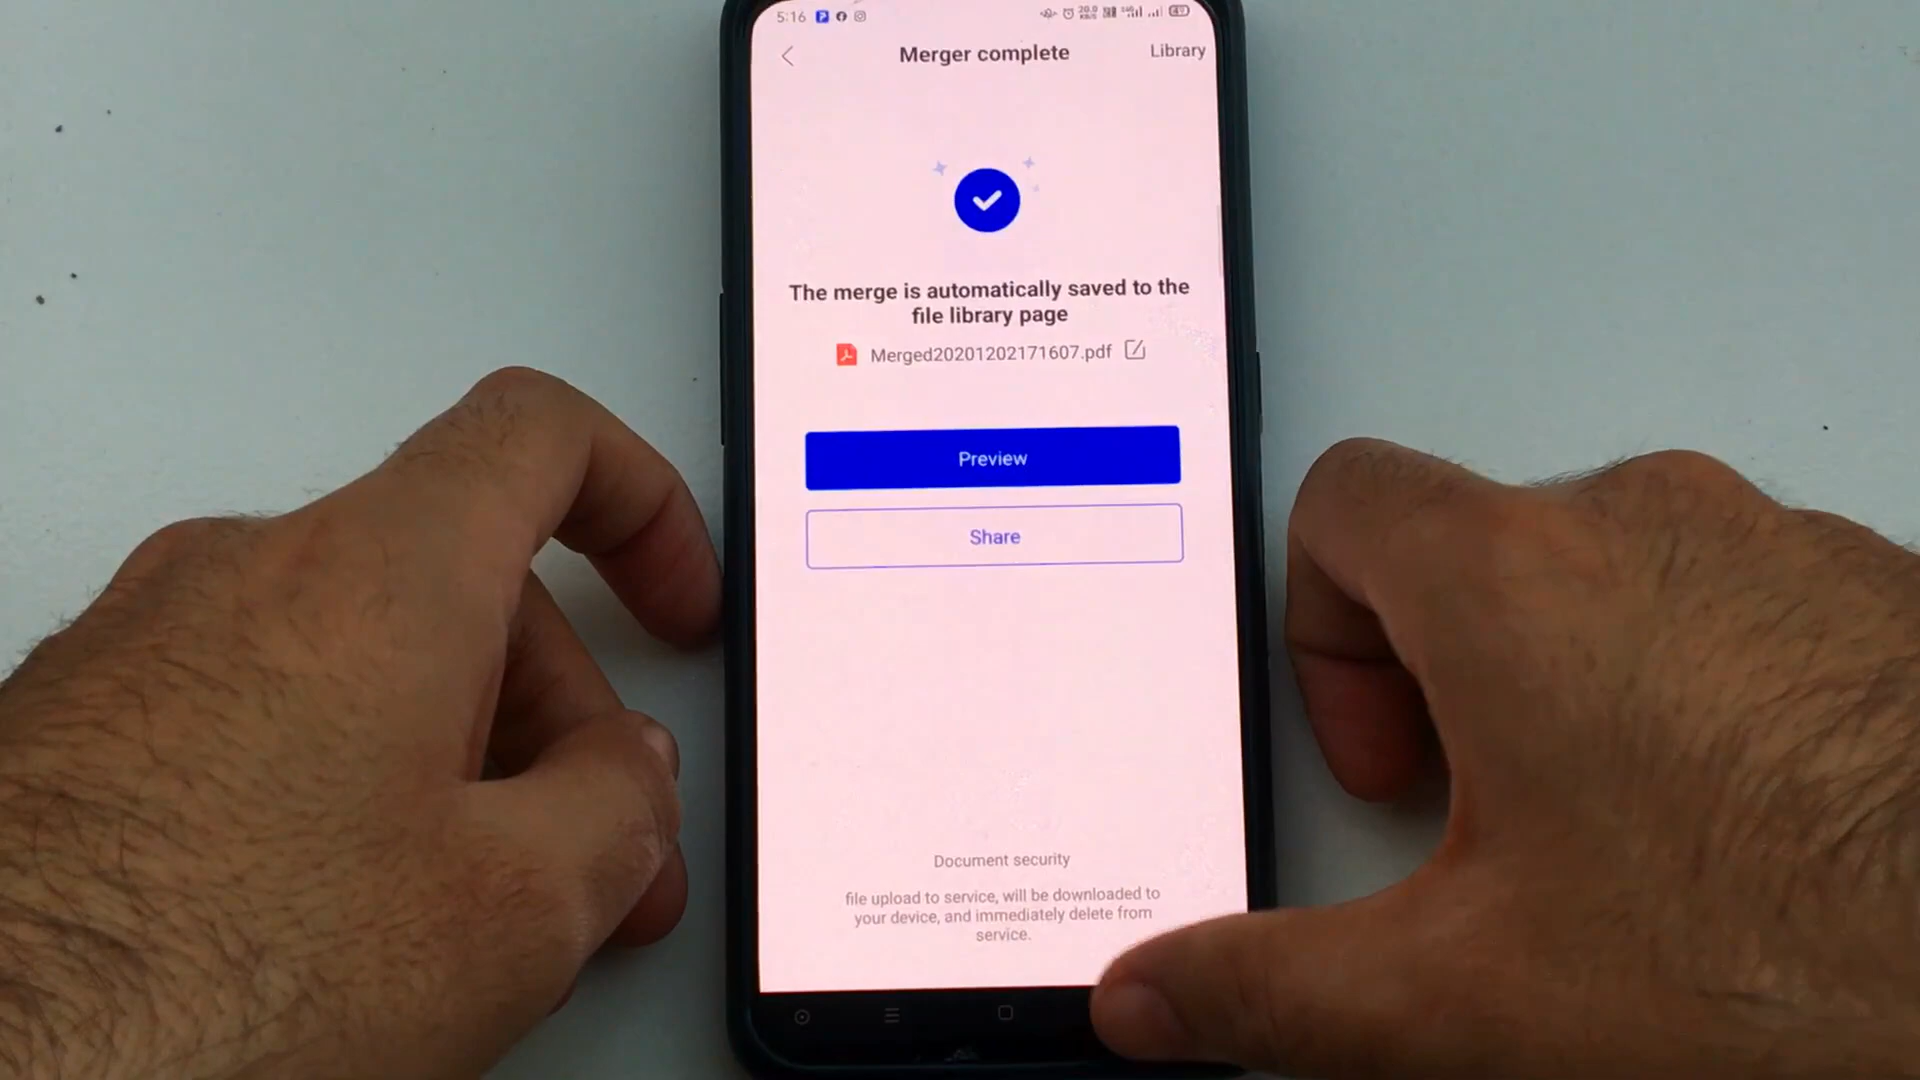 5:16
Merger complete
Library
The merge is automatically saved to the
file library page
Merged20201202171607.pdf
Preview
Share
Document security
file upload to service, will be downloaded to
your device, and immediately delete from
service.